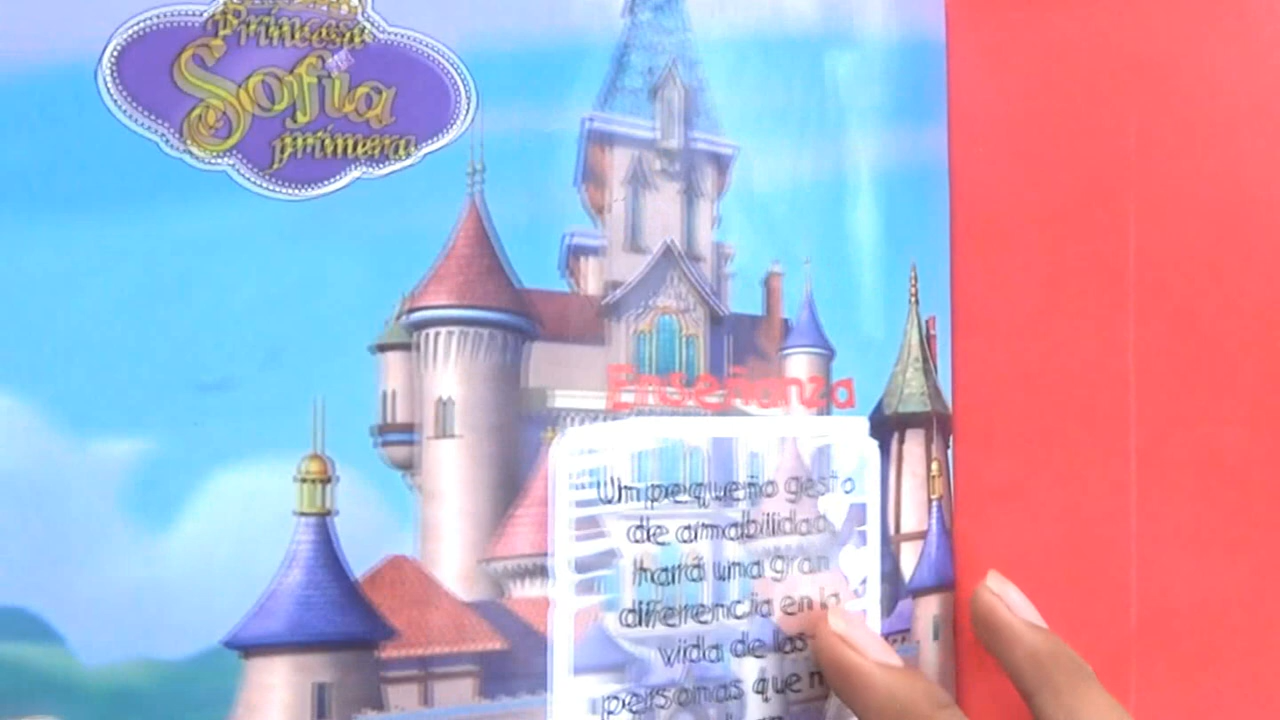 Princesa
Sofia
primera
Enseñanza
Un pequeño gesto
de amabilidad
hará una gran
diferencia en la
vida de las
personas que